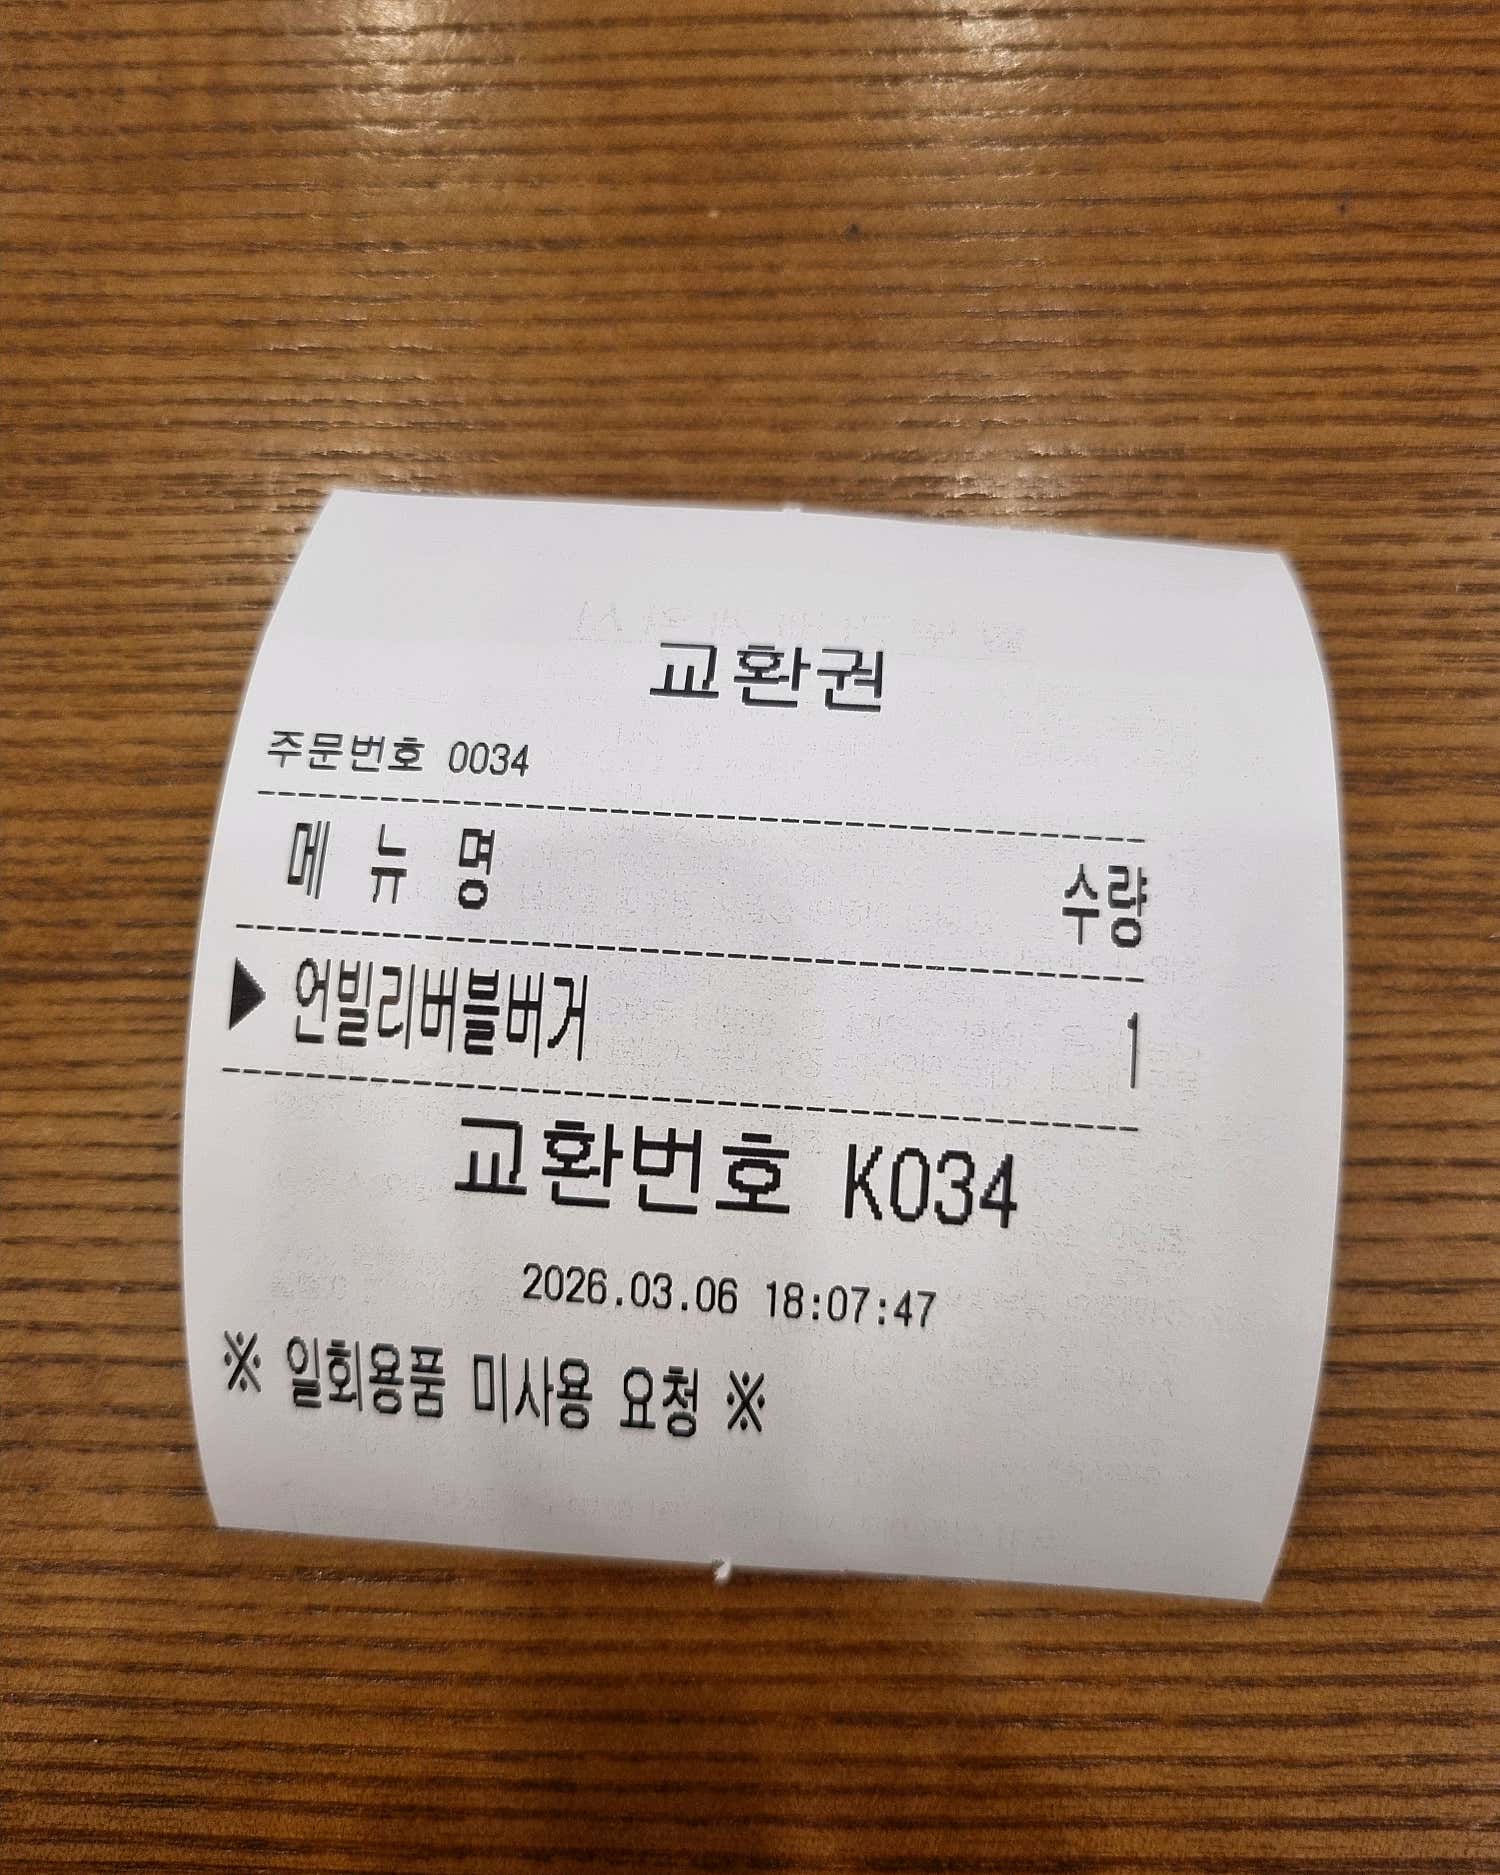 교환권
주문번호 0034
메 뉴 명 수량
▶ 언빌리버블버거 1
교환번호 K034
2026.03.06 18:07:47
※ 일회용품 미사용 요청 ※